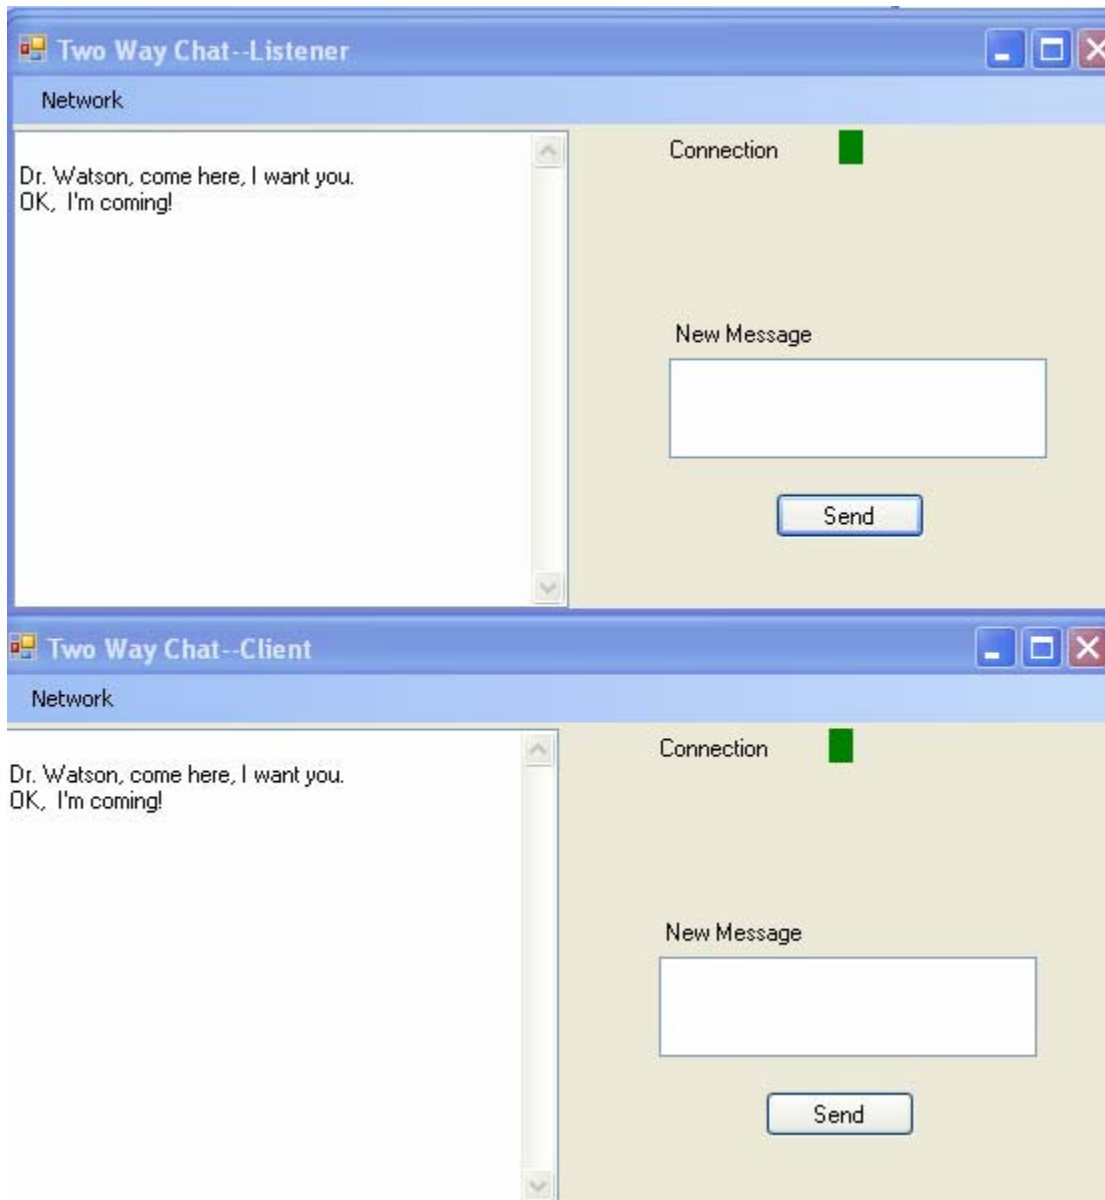 Two Way Chat--Listener
Network
Dr. Watson, come here, I want you.
OK,  I'm coming!
Connection
New Message
Send
Two Way Chat--Client
Network
Dr. Watson, come here, I want you.
OK,  I'm coming!
Connection
New Message
Send